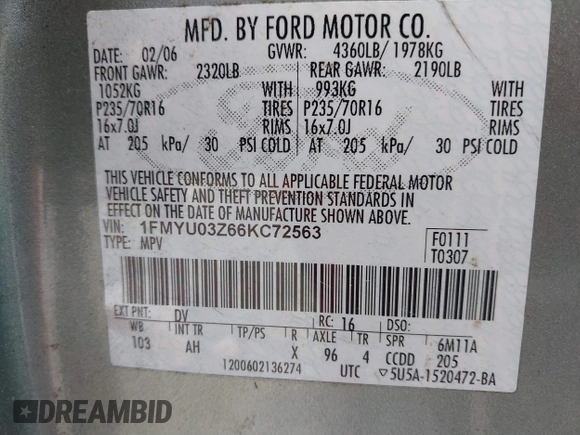 MFD. BY FORD MOTOR CO.
DATE: 02/06 GVWR: 4360LB/ 1978KG
FRONT GAWR: 2320LB REAR GAWR: 2190LB
1052KG WITH 993KG WITH
P235/70R16 TIRES P235/70R16 TIRES
16x7.0J RIMS 16x7.0J RIMS
AT 205 kPa/ 30 PSI COLD AT 205 kPa/ 30 PSI COLD
THIS VEHICLE CONFORMS TO ALL APPLICABLE FEDERAL MOTOR
VEHICLE SAFETY AND THEFT PREVENTION STANDARDS IN
EFFECT ON THE DATE OF MANUFACTURE SHOWN ABOVE.
VIN: 1FMYU03Z66KC72563
TYPE: MPV
F0111
T0307
EXT PNT: DV RC: 16 DSO:
WB INT TR TP/PS R AXLE TR SPR 6M11A
103 AH X 96 4 CCDD 205
1200602136274 UTC ▽5U5A-1520472-BA
DREAMBID